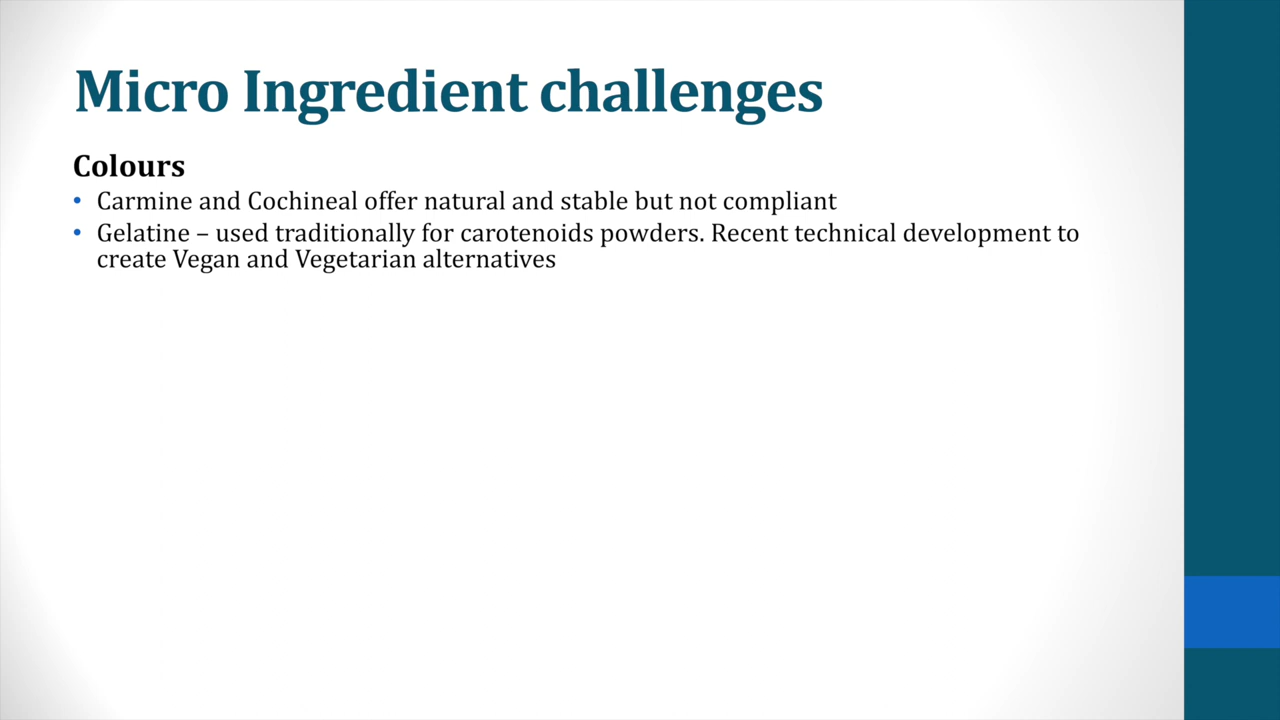 Micro Ingredient challenges
Colours
• Carmine and Cochineal offer natural and stable but not compliant
• Gelatine – used traditionally for carotenoids powders. Recent technical development to
create Vegan and Vegetarian alternatives